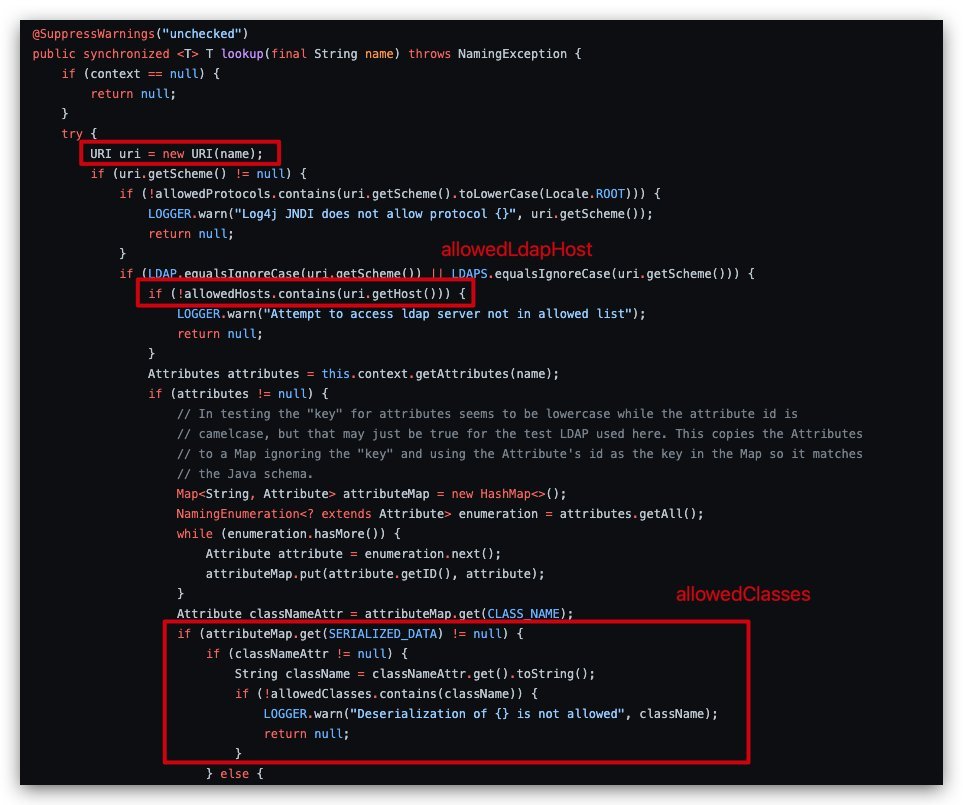 @SuppressWarnings("unchecked")
public synchronized <T> T lookup(final String name) throws NamingException {
    if (context == null) {
        return null;
    }
    try {
        URI uri = new URI(name);
        if (uri.getScheme() != null) {
            if (!allowedProtocols.contains(uri.getScheme().toLowerCase(Locale.ROOT))) {
                LOGGER.warn("Log4j JNDI does not allow protocol {}", uri.getScheme());
                return null;
            }
allowedLdapHost
            if (LDAP.equalsIgnoreCase(uri.getScheme()) || LDAPS.equalsIgnoreCase(uri.getScheme())) {
                if (!allowedHosts.contains(uri.getHost())) {
                    LOGGER.warn("Attempt to access ldap server not in allowed list");
                    return null;
                }
                Attributes attributes = this.context.getAttributes(name);
                if (attributes != null) {
                    // In testing the "key" for attributes seems to be lowercase while the attribute id is
                    // camelcase, but that may just be true for the test LDAP used here. This copies the Attributes
                    // to a Map ignoring the "key" and using the Attribute's id as the key in the Map so it matches
                    // the Java schema.
                    Map<String, Attribute> attributeMap = new HashMap<>();
                    NamingEnumeration<? extends Attribute> enumeration = attributes.getAll();
                    while (enumeration.hasMore()) {
                        Attribute attribute = enumeration.next();
                        attributeMap.put(attribute.getID(), attribute);
                    }
allowedClasses
                    Attribute classNameAttr = attributeMap.get(CLASS_NAME);
                    if (attributeMap.get(SERIALIZED_DATA) != null) {
                        if (classNameAttr != null) {
                            String className = classNameAttr.get().toString();
                            if (!allowedClasses.contains(className)) {
                                LOGGER.warn("Deserialization of {} is not allowed", className);
                                return null;
                            }
                        } else {